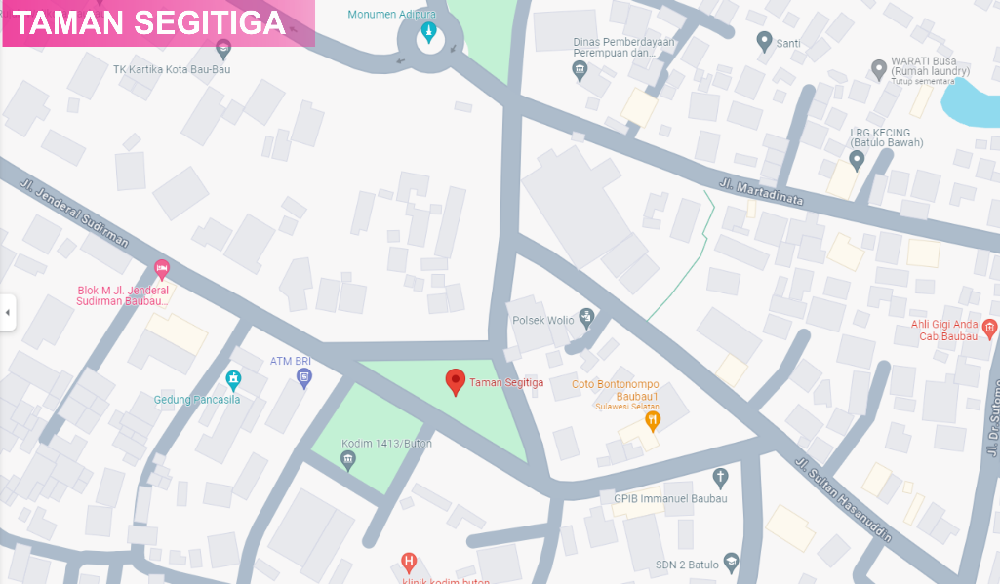 TAMAN SEGITIGA
Monumen Adipura
TK Kartika Kota Bau-Bau
Dinas Pemberdayaan
Perempuan dan...
Santi
WARATI Busa
(Rumah laundry)
Tutup sementara
LRG KECING
(Batulo Bawah)
Jl. Jenderal Sudirman
Jl. Martadinata
Blok M Jl. Jenderal
Sudirman Baubau...
Polsek Wolio
Ahli Gigi Anda
Cab.Baubau
ATM BRI
Gedung Pancasila
Taman Segitiga
Coto Bontonompo
Baubau1
Sulawesi Selatan
Kodim 1413/Buton
Jl. Dr.Sutomo
Jl. Sultan Hasanuddin
GPIB Immanuel Baubau
SDN 2 Batulo
klinik kodim buton